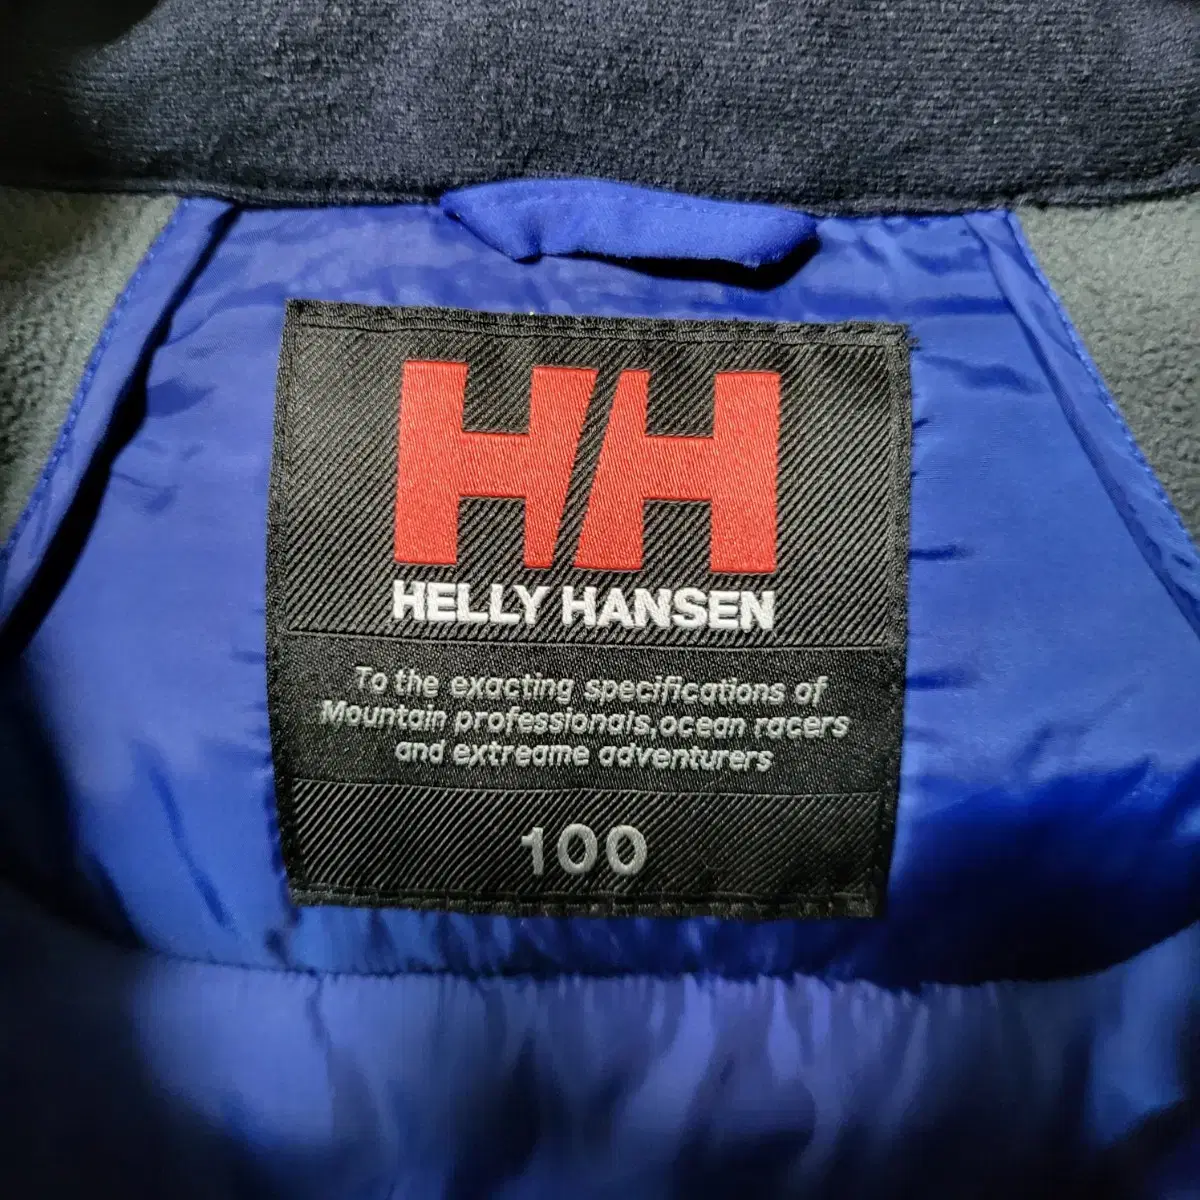 HH
HELLY HANSEN
To the exacting specifications of
Mountain professionals,ocean racers
and extreame adventurers
100